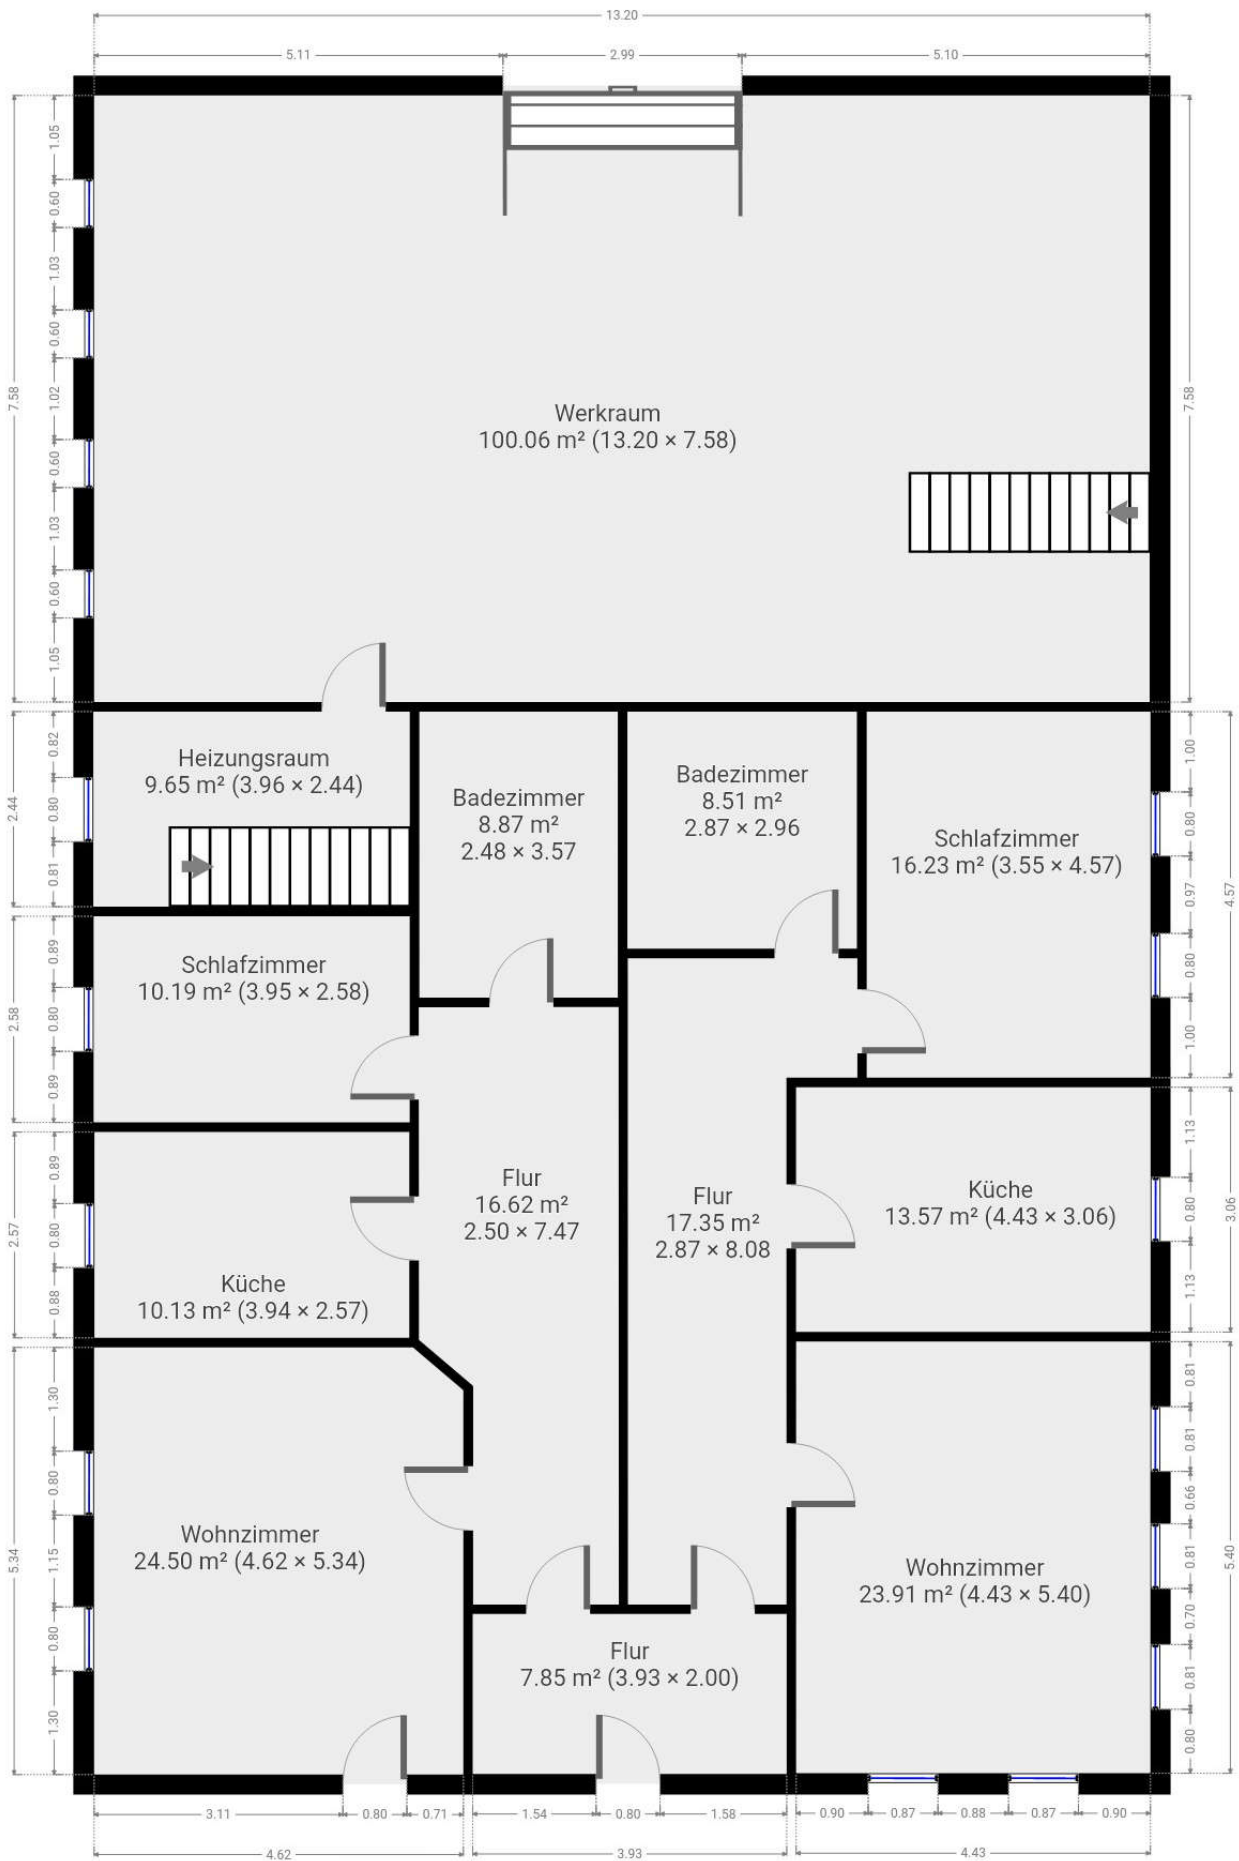 13.20
5.11
2.99
5.10
7.58
1.05
0.60
1.03
0.60
1.02
0.60
1.03
0.60
1.05
7.58
Werkraum
100.06 m² (13.20 × 7.58)
2.44
0.82
0.80
0.81
Heizungsraum
9.65 m² (3.96 × 2.44)
Badezimmer
8.87 m²
2.48 × 3.57
Badezimmer
8.51 m²
2.87 × 2.96
Schlafzimmer
16.23 m² (3.55 × 4.57)
1.00
0.80
0.97
0.80
1.00
4.57
2.58
0.89
0.80
0.89
Schlafzimmer
10.19 m² (3.95 × 2.58)
2.57
0.89
0.80
0.88
Küche
10.13 m² (3.94 × 2.57)
Flur
16.62 m²
2.50 × 7.47
Flur
17.35 m²
2.87 × 8.08
Küche
13.57 m² (4.43 × 3.06)
1.13
0.80
1.13
3.06
5.34
1.30
0.80
1.15
0.80
1.30
Wohnzimmer
24.50 m² (4.62 × 5.34)
Flur
7.85 m² (3.93 × 2.00)
Wohnzimmer
23.91 m² (4.43 × 5.40)
0.81
0.81
0.66
0.81
0.70
0.81
0.80
5.40
3.11
0.80
0.71
1.54
0.80
1.58
0.90
0.87
0.88
0.87
0.90
4.62
3.93
4.43